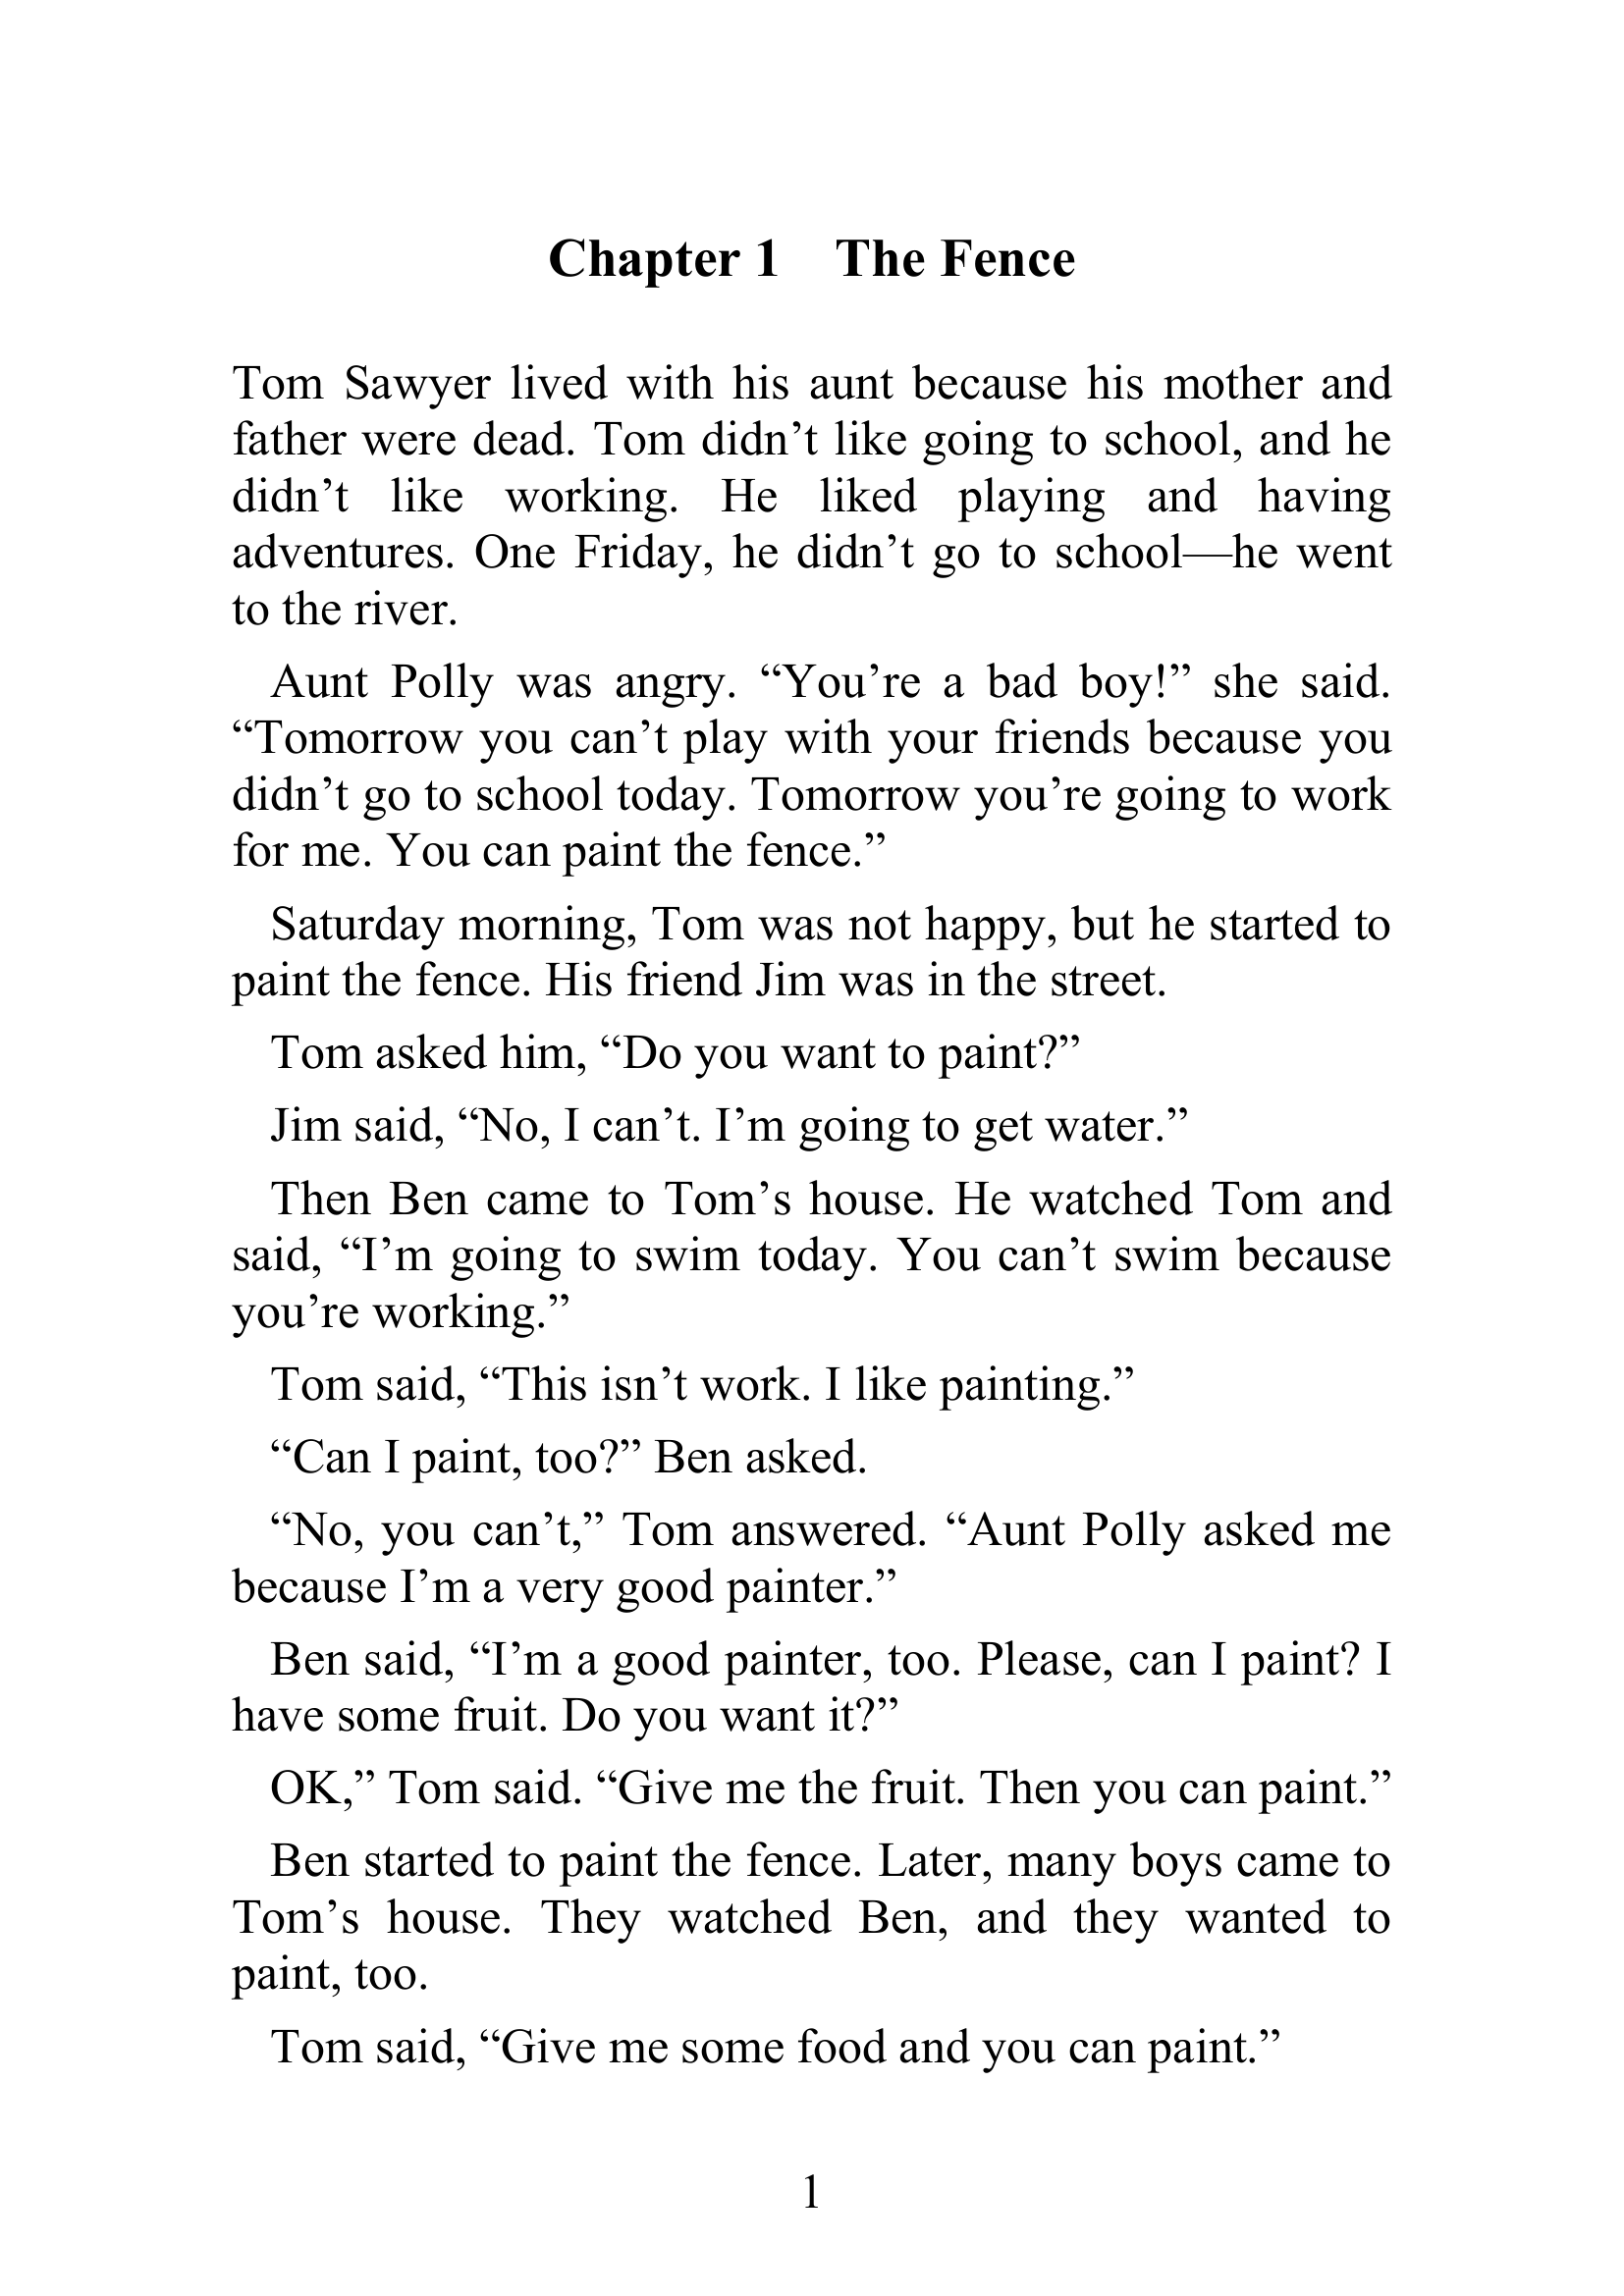 Chapter 1 The Fence
Tom Sawyer lived with his aunt because his mother and
father were dead. Tom didn’t like going to school, and he
didn’t like working. He liked playing and having
adventures. One Friday, he didn’t go to school—he went
to the river.
Aunt Polly was angry. “You’re a bad boy!” she said.
“Tomorrow you can’t play with your friends because you
didn’t go to school today. Tomorrow you’re going to work
for me. You can paint the fence.”
Saturday morning, Tom was not happy, but he started to
paint the fence. His friend Jim was in the street.
Tom asked him, “Do you want to paint?”
Jim said, “No, I can’t. I’m going to get water.”
Then Ben came to Tom’s house. He watched Tom and
said, “I’m going to swim today. You can’t swim because
you’re working.”
Tom said, “This isn’t work. I like painting.”
“Can I paint, too?” Ben asked.
“No, you can’t,” Tom answered. “Aunt Polly asked me
because I’m a very good painter.”
Ben said, “I’m a good painter, too. Please, can I paint? I
have some fruit. Do you want it?”
OK,” Tom said. “Give me the fruit. Then you can paint.”
Ben started to paint the fence. Later, many boys came to
Tom’s house. They watched Ben, and they wanted to
paint, too.
Tom said, “Give me some food and you can paint.”
1